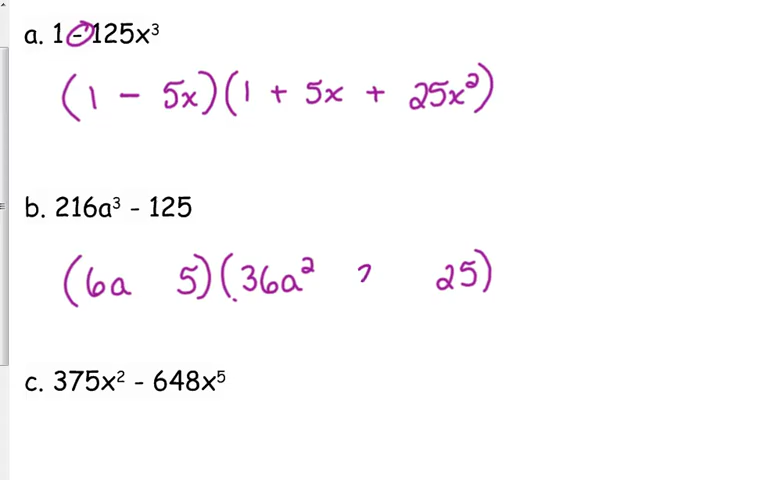 a. 1 - 125x³
(1 - 5x)(1 + 5x + 25x²)
b. 216a³ - 125
(6a 5)(36a² 25)
c. 375x² - 648x⁵